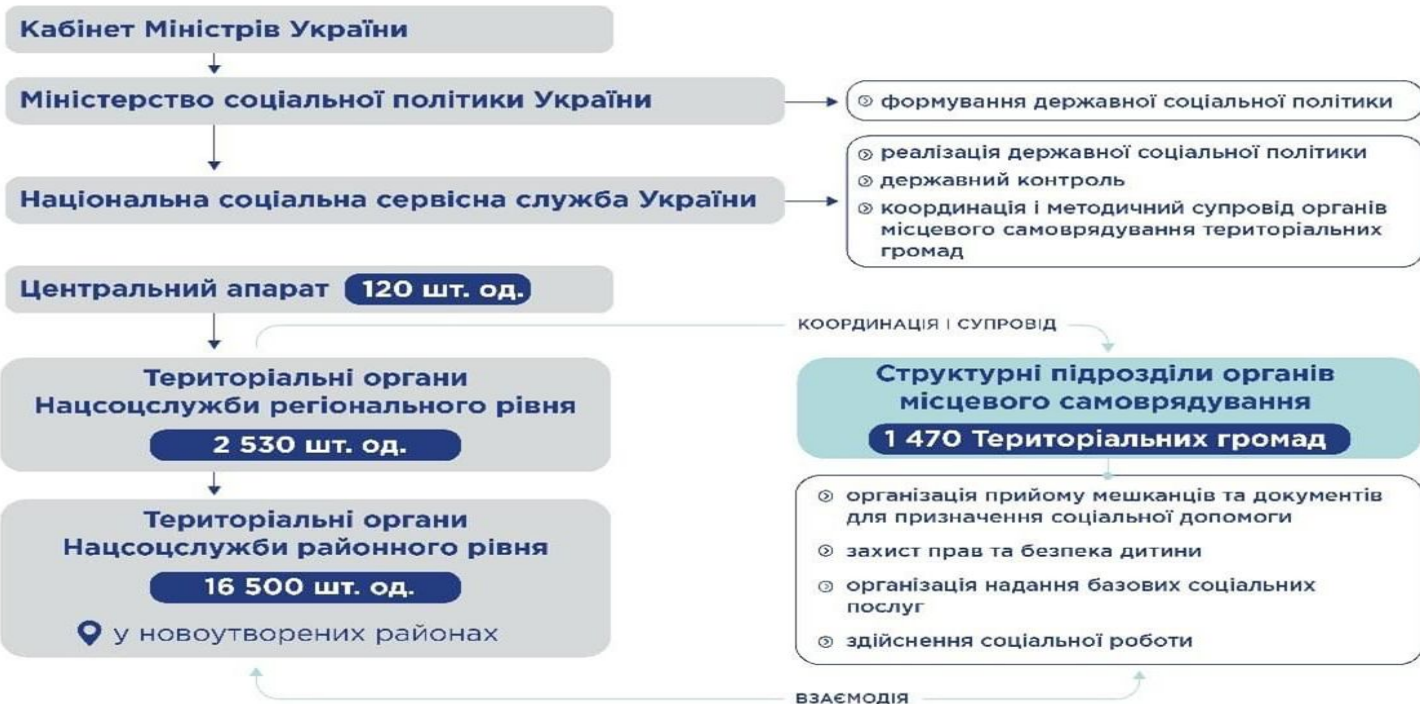 Кабінет Міністрів України
Міністерство соціальної політики України
формування державної соціальної політики
Національна соціальна сервісна служба України
реалізація державної соціальної політики
державний контроль
координація і методичний супровід органів
місцевого самоврядування територіальних
громад
Центральний апарат 120 шт. од.
КООРДИНАЦІЯ І СУПРОВІД
Територіальні органи
Нацсоцслужби регіонального рівня
2 530 шт. од.
Структурні підрозділи органів
місцевого самоврядування
1 470 Територіальних громад
Територіальні органи
Нацсоцслужби районного рівня
16 500 шт. од.
у новоутворених районах
організація прийому мешканців та документів
для призначення соціальної допомоги
захист прав та безпека дитини
організація надання базових соціальних
послуг
здійснення соціальної роботи
ВЗАЄМОДІЯ